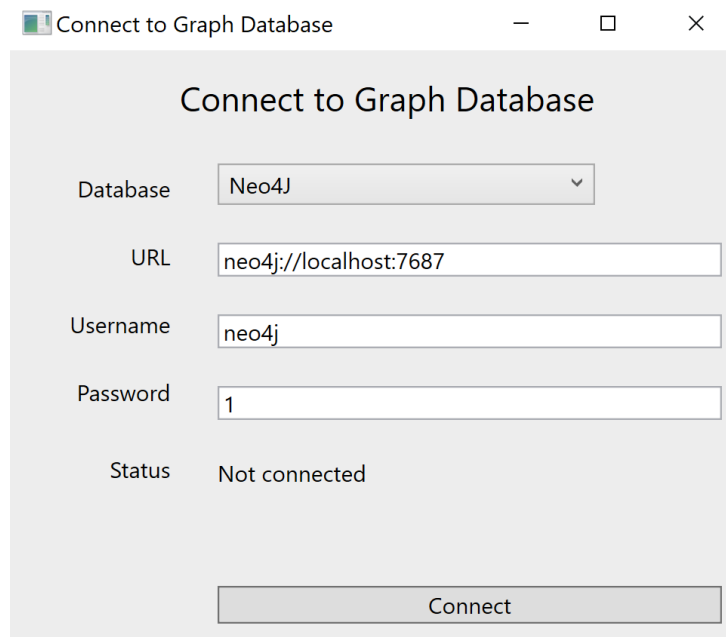 Connect to Graph Database
Connect to Graph Database
Database Neo4J
URL neo4j://localhost:7687
Username neo4j
Password 1
Status Not connected
Connect